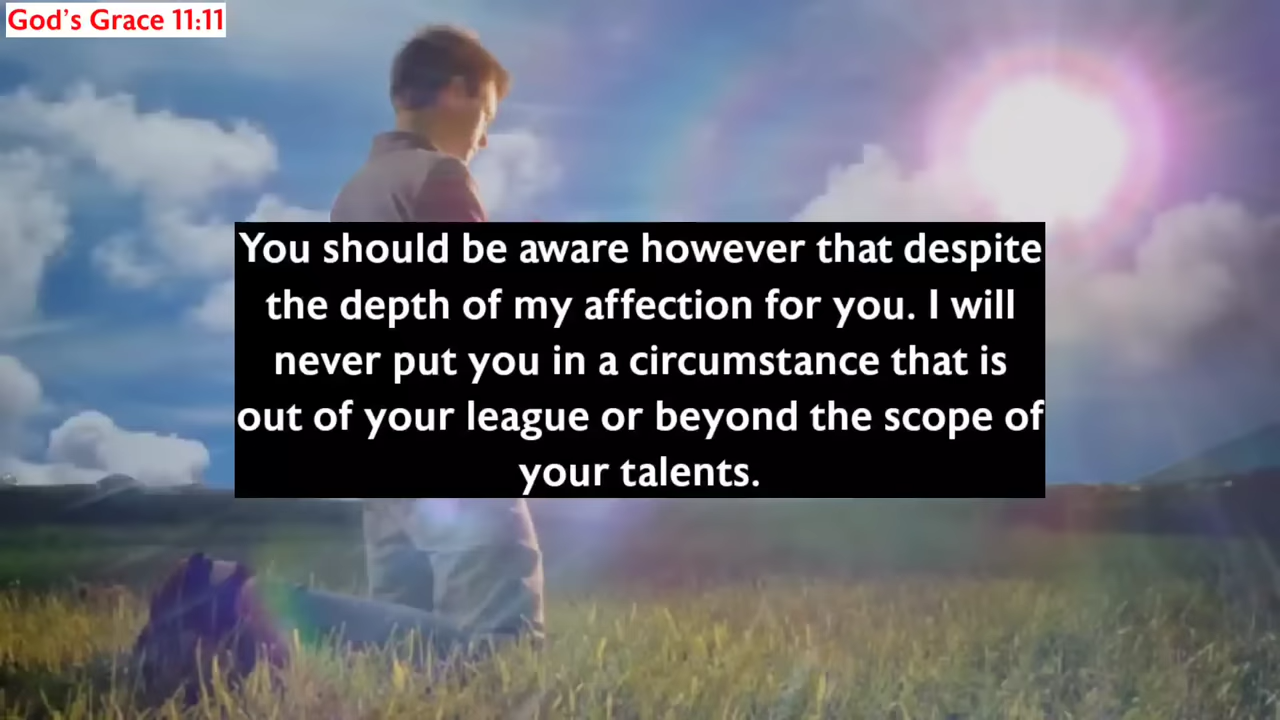 God's Grace 11:11
You should be aware however that despite
the depth of my affection for you. I will
never put you in a circumstance that is
out of your league or beyond the scope of
your talents.